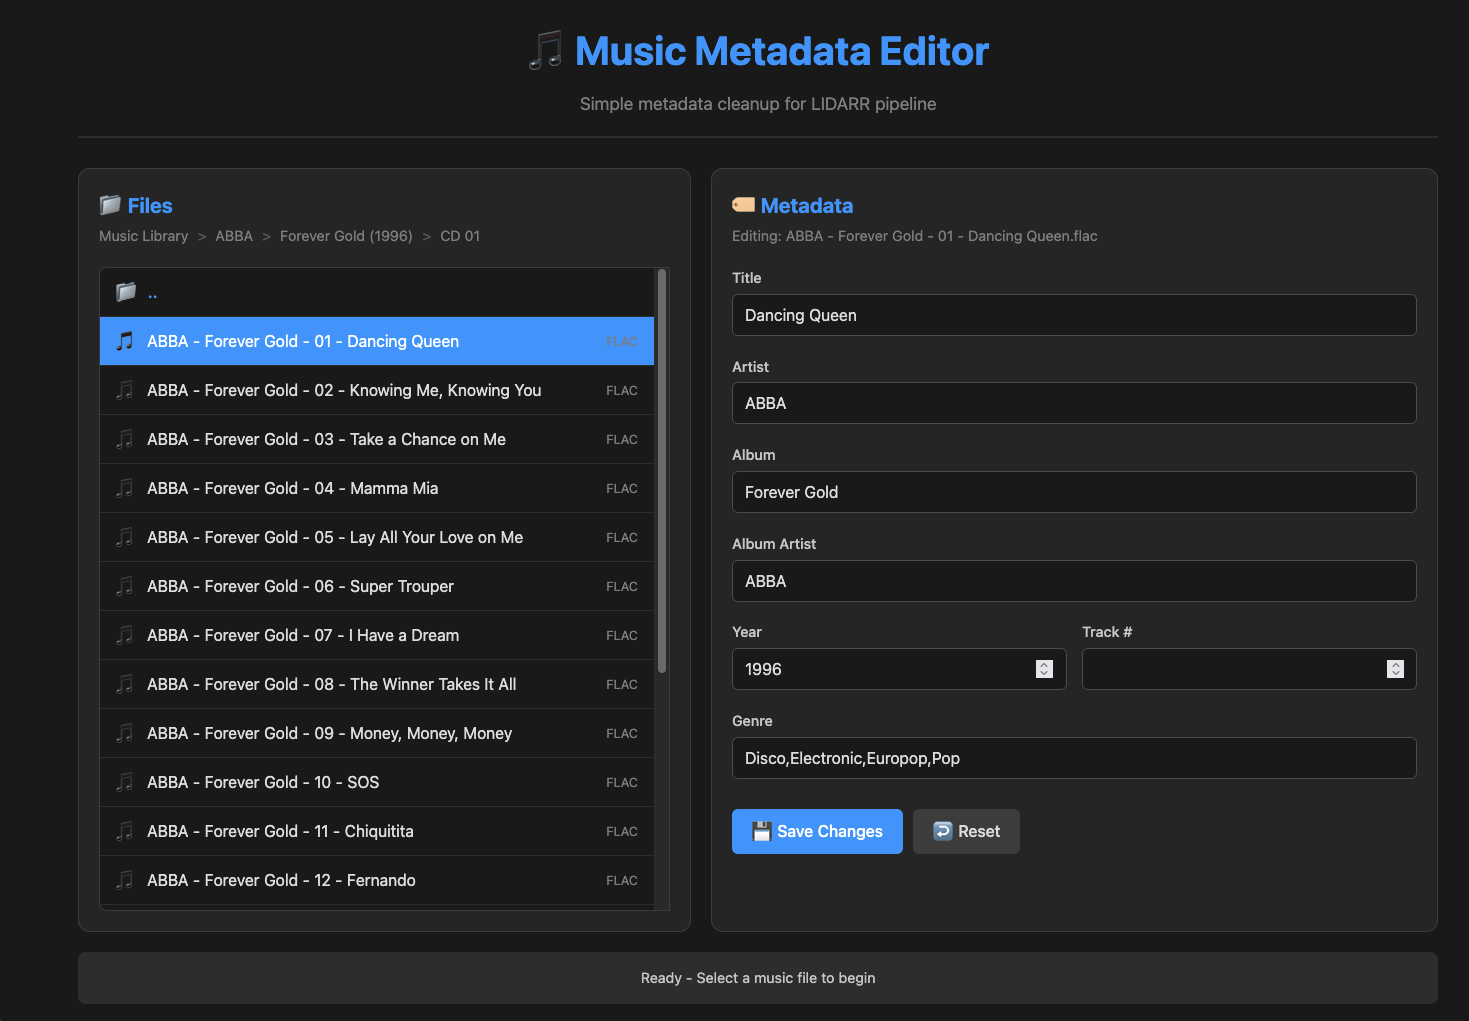 Music Metadata Editor
Simple metadata cleanup for LIDARR pipeline
Files
Music Library > ABBA > Forever Gold (1996) > CD 01
..
ABBA - Forever Gold - 01 - Dancing Queen FLAC
ABBA - Forever Gold - 02 - Knowing Me, Knowing You FLAC
ABBA - Forever Gold - 03 - Take a Chance on Me FLAC
ABBA - Forever Gold - 04 - Mamma Mia FLAC
ABBA - Forever Gold - 05 - Lay All Your Love on Me FLAC
ABBA - Forever Gold - 06 - Super Trouper FLAC
ABBA - Forever Gold - 07 - I Have a Dream FLAC
ABBA - Forever Gold - 08 - The Winner Takes It All FLAC
ABBA - Forever Gold - 09 - Money, Money, Money FLAC
ABBA - Forever Gold - 10 - SOS FLAC
ABBA - Forever Gold - 11 - Chiquitita FLAC
ABBA - Forever Gold - 12 - Fernando FLAC
Metadata
Editing: ABBA - Forever Gold - 01 - Dancing Queen.flac
Title
Dancing Queen
Artist
ABBA
Album
Forever Gold
Album Artist
ABBA
Year Track #
1996
Genre
Disco,Electronic,Europop,Pop
Save Changes Reset
Ready - Select a music file to begin